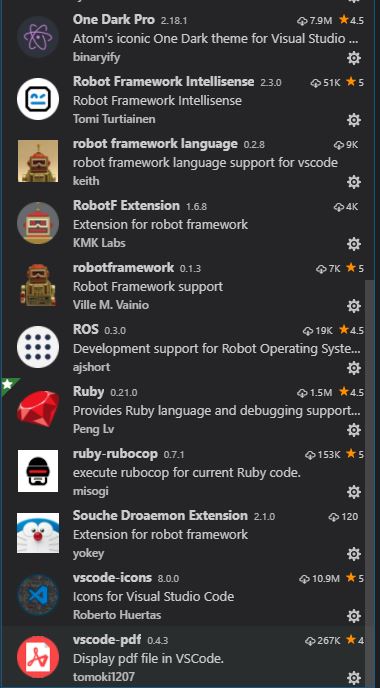 One Dark Pro 2.18.1 7.9M 4.5
Atom's iconic One Dark theme for Visual Studio ...
binaryify
Robot Framework Intellisense 2.3.0 51K 5
Robot Framework Intellisense
Tomi Turtiainen
robot framework language 0.2.8 9K
robot framework language support for vscode
keith
RobotF Extension 1.6.8 4K
Extension for robot framework
KMK Labs
robotframework 0.1.3 7K 5
Robot Framework support
Ville M. Vainio
ROS 0.3.0 19K 4.5
Development support for Robot Operating Syste...
ajshort
Ruby 0.21.0 1.5M 4.5
Provides Ruby language and debugging support...
Peng Lv
ruby-rubocop 0.7.1 153K 5
execute rubocop for current Ruby code.
misogi
Souche Droaemon Extension 2.1.0 120
Extension for robot framework
yokey
vscode-icons 8.0.0 10.9M 5
Icons for Visual Studio Code
Roberto Huertas
vscode-pdf 0.4.3 267K 4
Display pdf file in VSCode.
tomoki1207